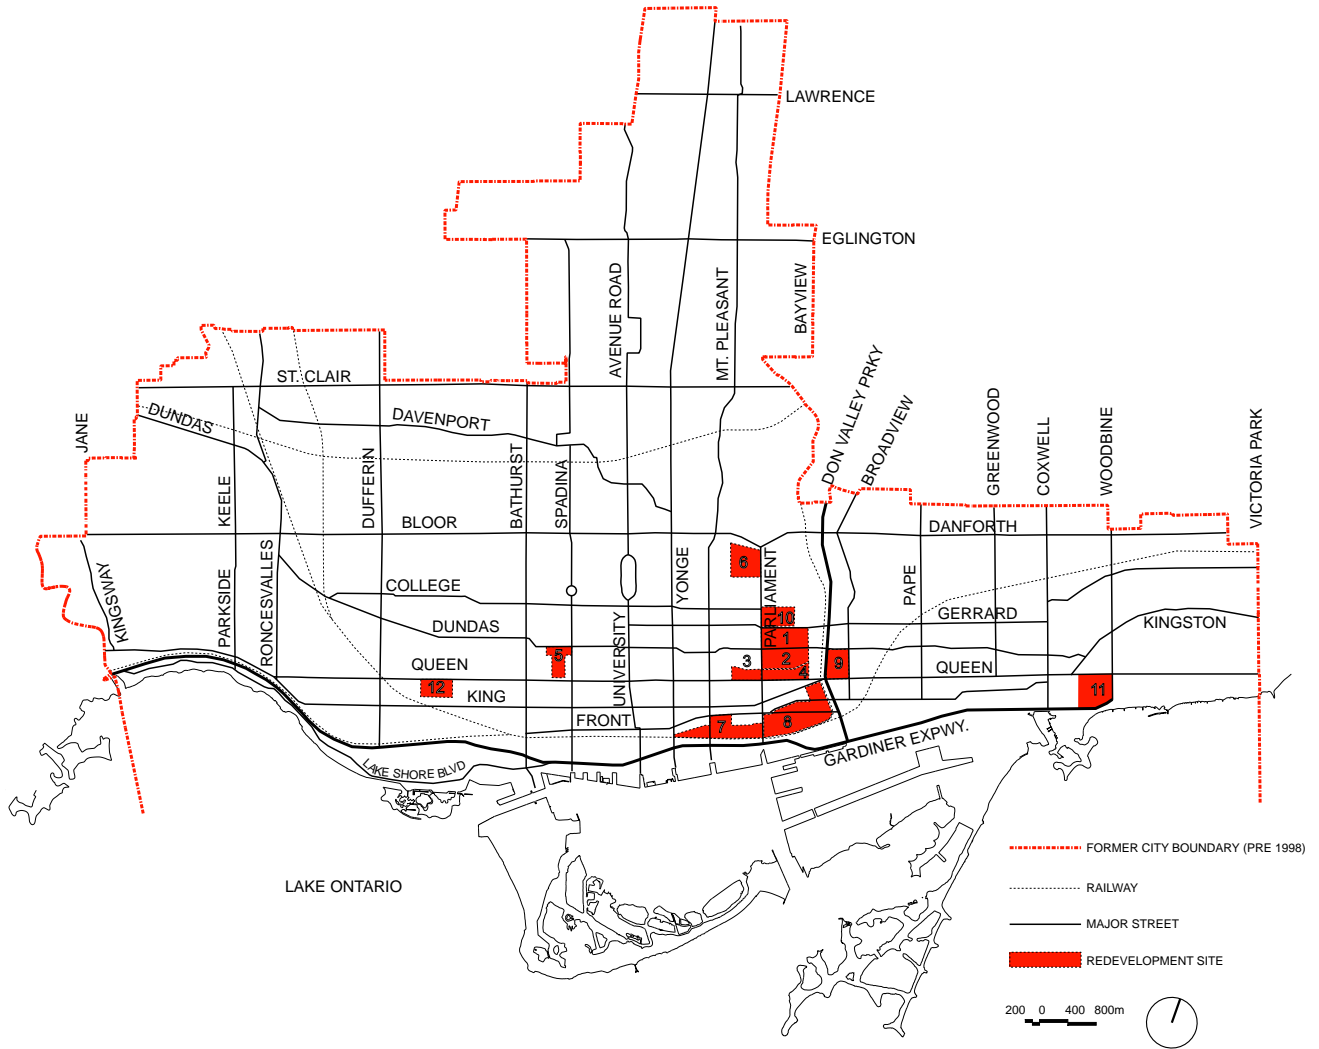 LAWRENCE
EGLINGTON
AVENUE ROAD
MT. PLEASANT
BAYVIEW
ST. CLAIR
DUNDAS
DAVENPORT
JANE
KEELE
DUFFERIN
BATHURST
SPADINA
DON VALLEY PRKY
BROADVIEW
GREENWOOD
COXWELL
WOODBINE
VICTORIA PARK
BLOOR
DANFORTH
KINGSWAY
PARKSIDE
RONCESVALLES
COLLEGE
YONGE
6
PARLIAMENT
PAPE
GERRARD
KINGSTON
DUNDAS
10
1
UNIVERSITY
QUEEN
5
3
2
4
9
QUEEN
12
KING
11
FRONT
7
8
LAKE SHORE BLVD
GARDINER EXPWY.
LAKE ONTARIO
FORMER CITY BOUNDARY (PRE 1998)
RAILWAY
MAJOR STREET
REDEVELOPMENT SITE
200 0 400 800m